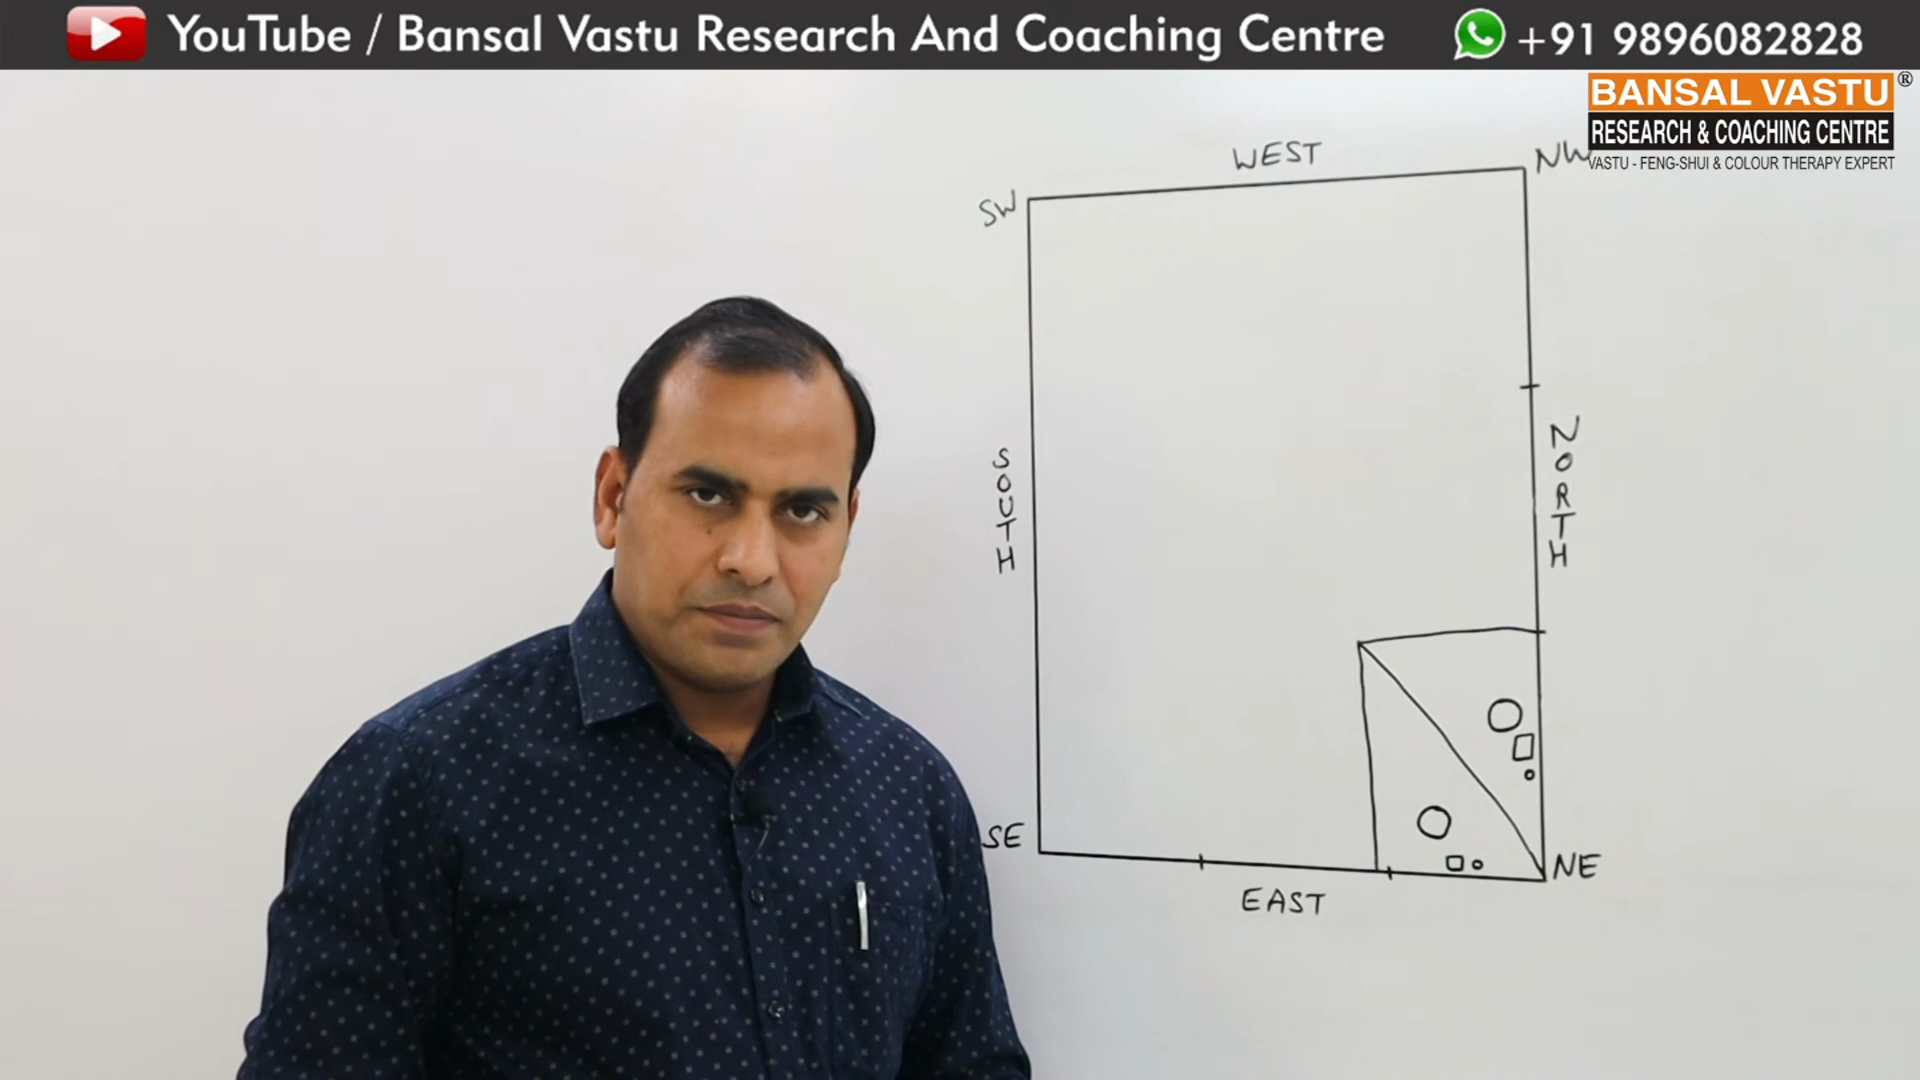 YouTube / Bansal Vastu Research And Coaching Centre
+91 9896082828
BANSAL VASTU ®
RESEARCH & COACHING CENTRE
VASTU - FENG-SHUI & COLOUR THERAPY EXPERT
WEST
NW
SW
SOUTH
NORTH
SE
NE
EAST